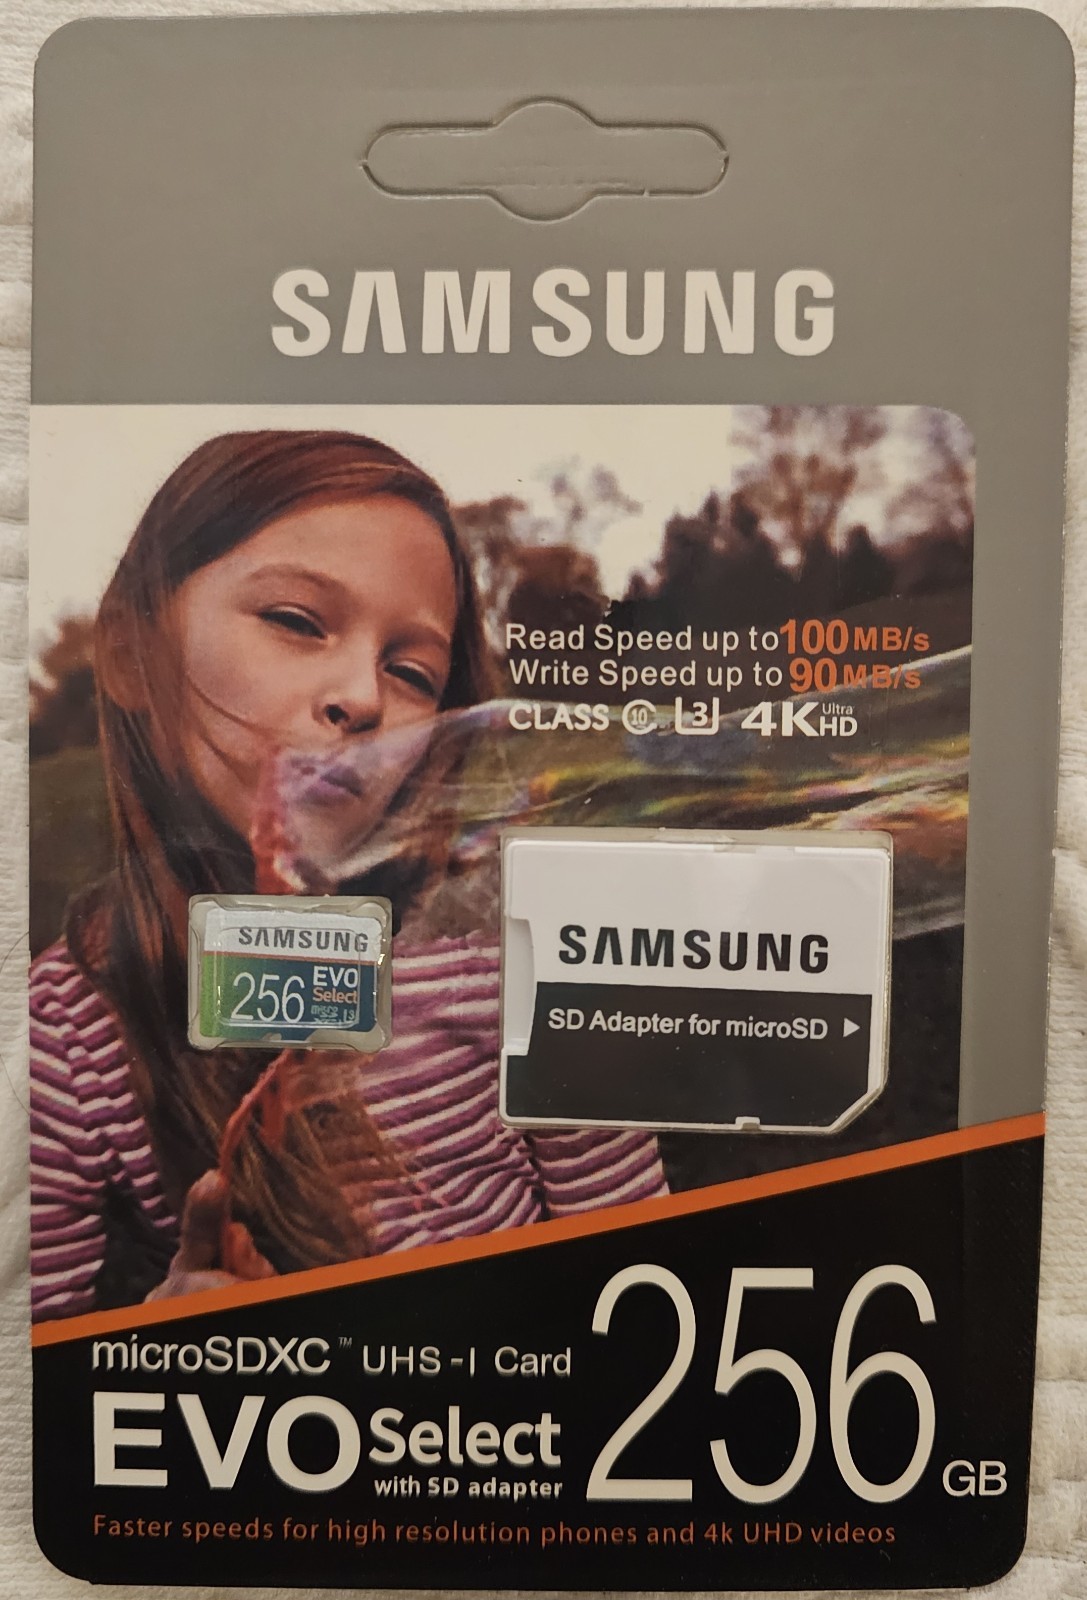 SAMSUNG
Read Speed up to 100 MB/s
Write Speed up to 90 MB/s
CLASS 10 3 4K Ultra HD
SAMSUNG
256 EVO
Select
SAMSUNG
SD Adapter for microSD ▶
microSDXC™ UHS-I Card
EVO Select
with SD adapter
256 GB
Faster speeds for high resolution phones and 4k UHD videos